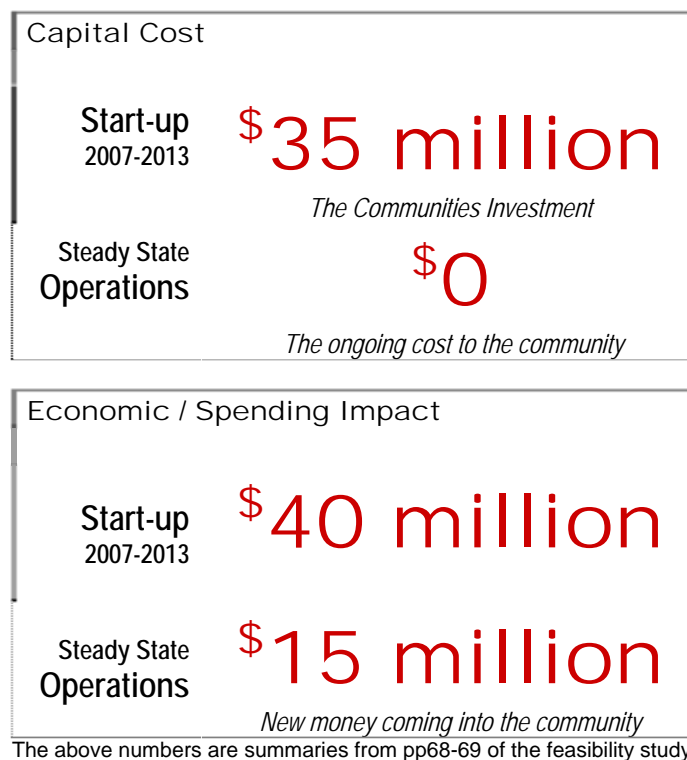 Capital Cost
Start-up $35 million
2007-2013
The Communities Investment
Steady State $0
Operations
The ongoing cost to the community
Economic / Spending Impact
Start-up $40 million
2007-2013
Steady State $15 million
Operations
New money coming into the community
The above numbers are summaries from pp68-69 of the feasibility study